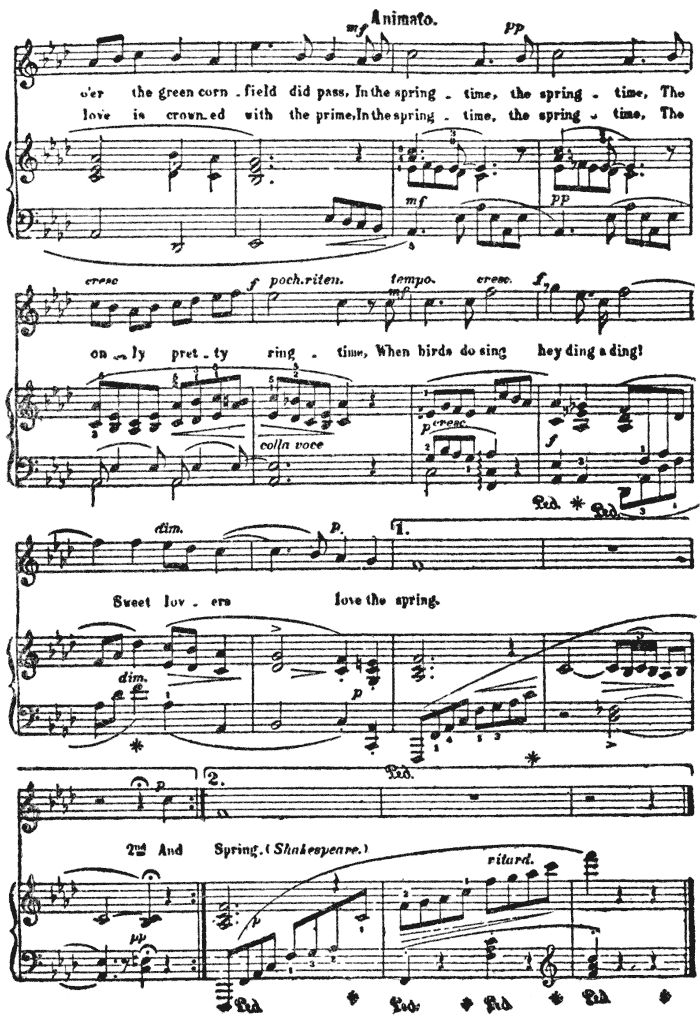 Animato.
mf pp
o'er the green corn-field did pass, In the spring - time, the spring - time, The
love is crown-ed with the prime, In the spring - time, the spring - time, The
mf pp
cresc f poch. riten. tempo. cresc. f
mf
on - ly pret-ty ring - time, When birds do sing hey ding a ding!
p cresc.
colla voce f
Ped. * Ped.
dim. p. 1.
Sweet lov - ers love the spring.
dim. p
*
Ped.
p 2.
2nd And Spring. (Shakespeare.)
ritard.
p
pp
* Ped * Ped. * Ped * Ped *